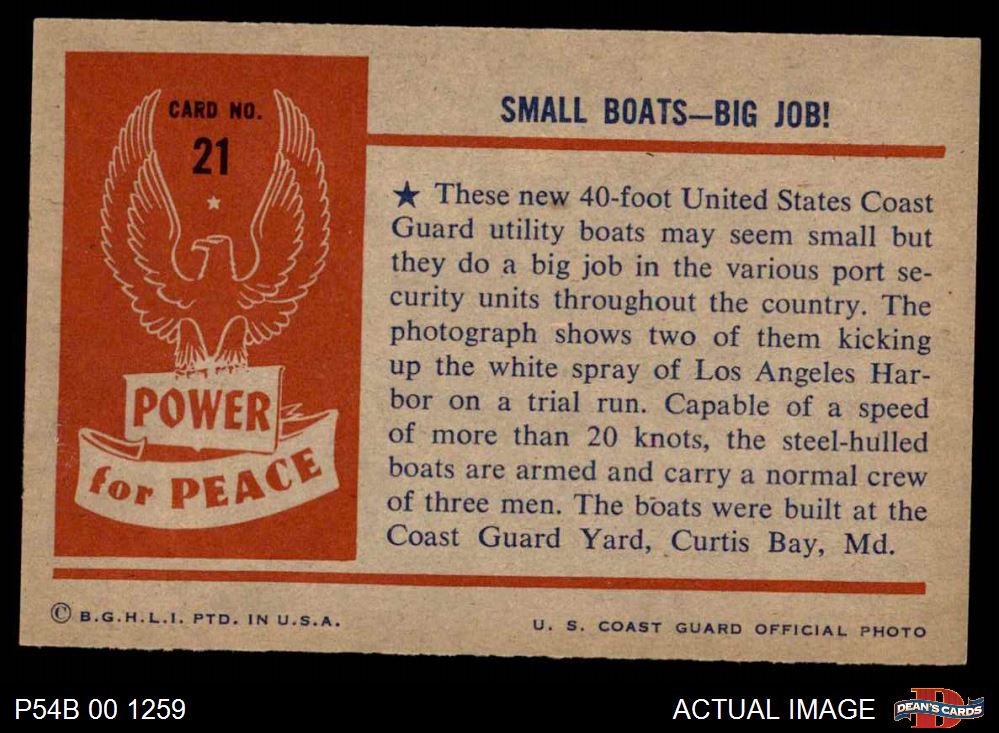 CARD NO.
21
POWER
for PEACE
SMALL BOATS—BIG JOB!
★ These new 40-foot United States Coast
Guard utility boats may seem small but
they do a big job in the various port se-
curity units throughout the country. The
photograph shows two of them kicking
up the white spray of Los Angeles Har-
bor on a trial run. Capable of a speed
of more than 20 knots, the steel-hulled
boats are armed and carry a normal crew
of three men. The boats were built at the
Coast Guard Yard, Curtis Bay, Md.
© B.G.H.L.I. PTD. IN U.S.A.
U. S. COAST GUARD OFFICIAL PHOTO
P54B 00 1259
ACTUAL IMAGE
DEAN'S CARDS